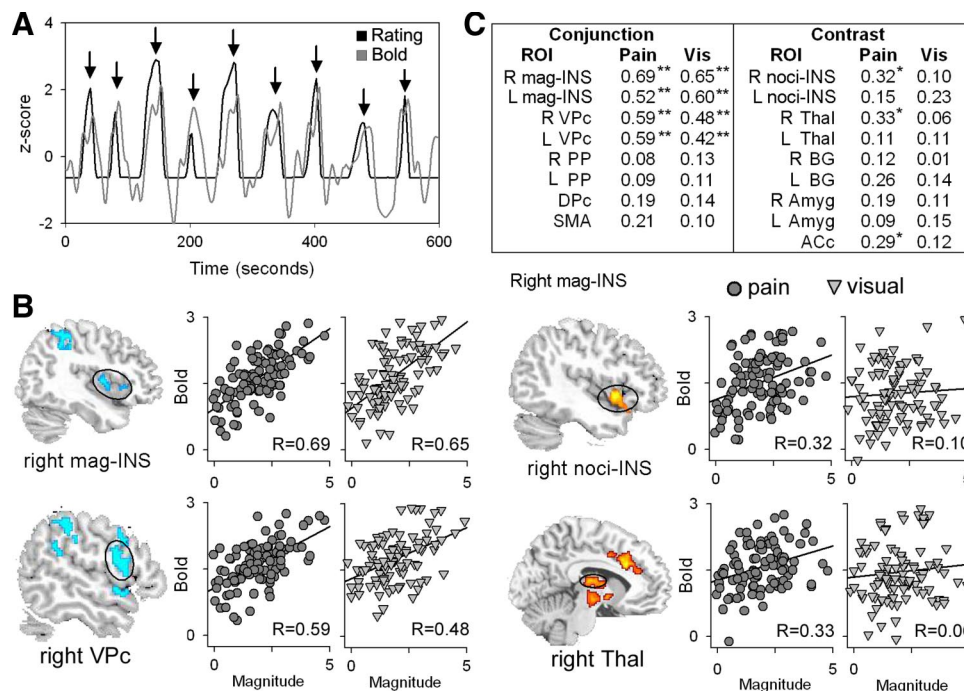 A
Rating
Bold
z-score
4
2
0
-2
0
200
400
600
Time (seconds)
C
Conjunction
ROI Pain Vis
R mag-INS 0.69** 0.65**
L mag-INS 0.52** 0.60**
R VPc 0.59** 0.48**
L VPc 0.59** 0.42**
R PP 0.08 0.13
L PP 0.09 0.11
DPc 0.19 0.14
SMA 0.21 0.10
Contrast
ROI Pain Vis
R noci-INS 0.32* 0.10
L noci-INS 0.15 0.23
R Thal 0.33* 0.06
L Thal 0.11 0.11
R BG 0.12 0.01
L BG 0.26 0.14
R Amyg 0.19 0.11
L Amyg 0.09 0.15
ACc 0.29* 0.12
Right mag-INS
pain
visual
B
right mag-INS
Bold
3
1
0
R=0.69
0
5
R=0.65
0
5
right noci-INS
Bold
3
1
0
R=0.32
0
5
R=0.10
0
5
right VPc
Bold
3
0
R=0.59
0
5
Magnitude
R=0.48
0
5
Magnitude
right Thal
Bold
3
0
R=0.33
0
5
Magnitude
R=0.06
0
5
Magnitude